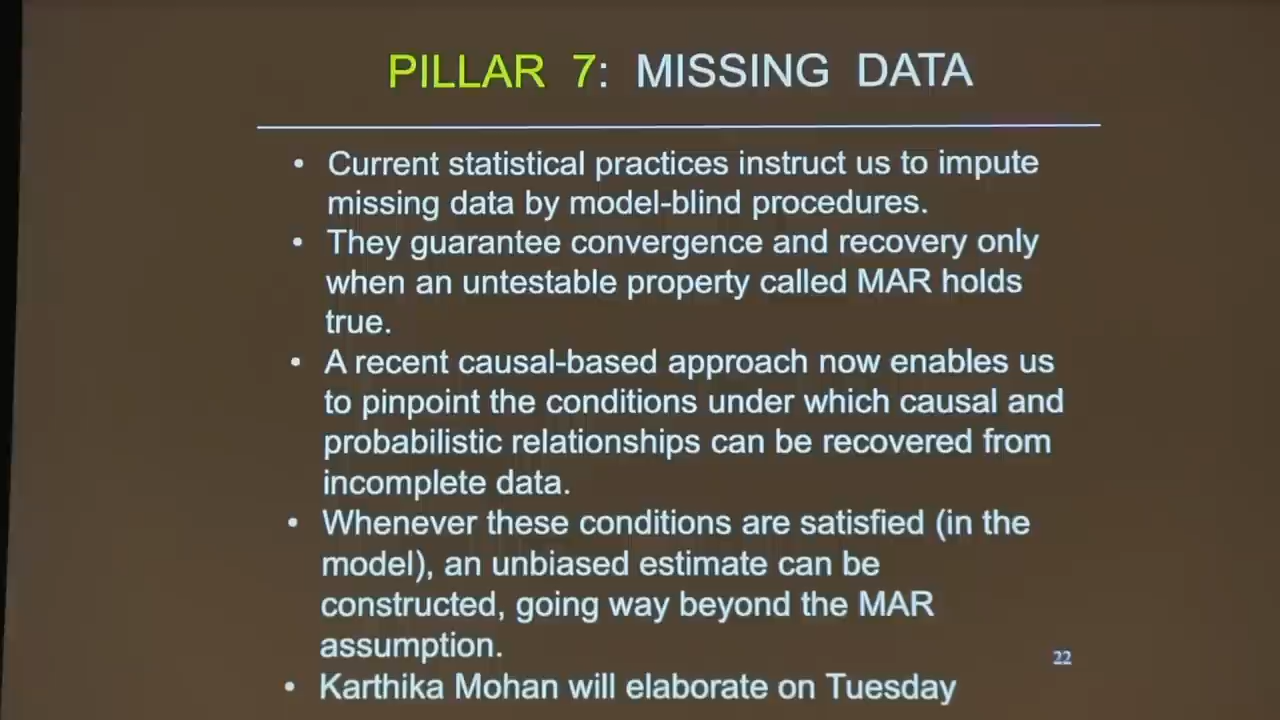 PILLAR 7: MISSING DATA
• Current statistical practices instruct us to impute
missing data by model-blind procedures.
• They guarantee convergence and recovery only
when an untestable property called MAR holds
true.
• A recent causal-based approach now enables us
to pinpoint the conditions under which causal and
probabilistic relationships can be recovered from
incomplete data.
• Whenever these conditions are satisfied (in the
model), an unbiased estimate can be
constructed, going way beyond the MAR
assumption.
22
• Karthika Mohan will elaborate on Tuesday